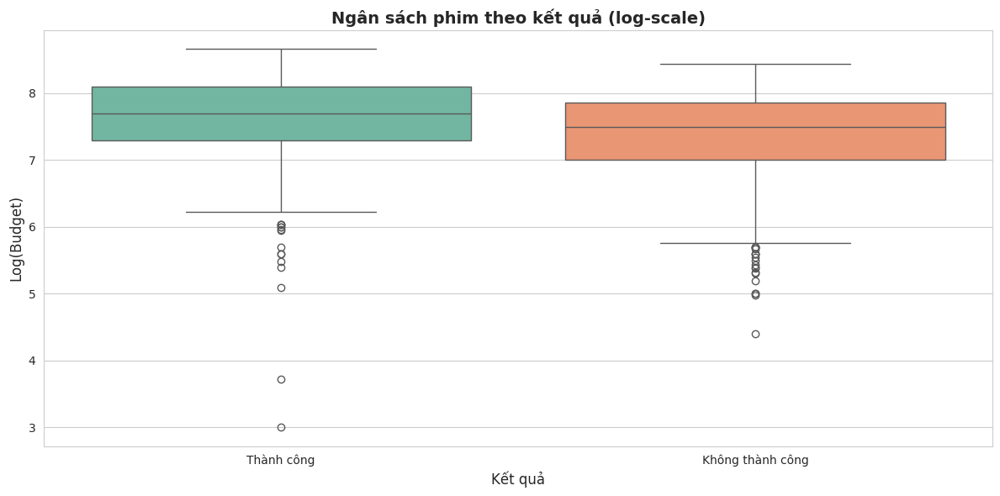 Ngân sách phim theo kết quả (log-scale)
Log(Budget)
8
7
6
5
4
3
Thành công
Không thành công
Kết quả